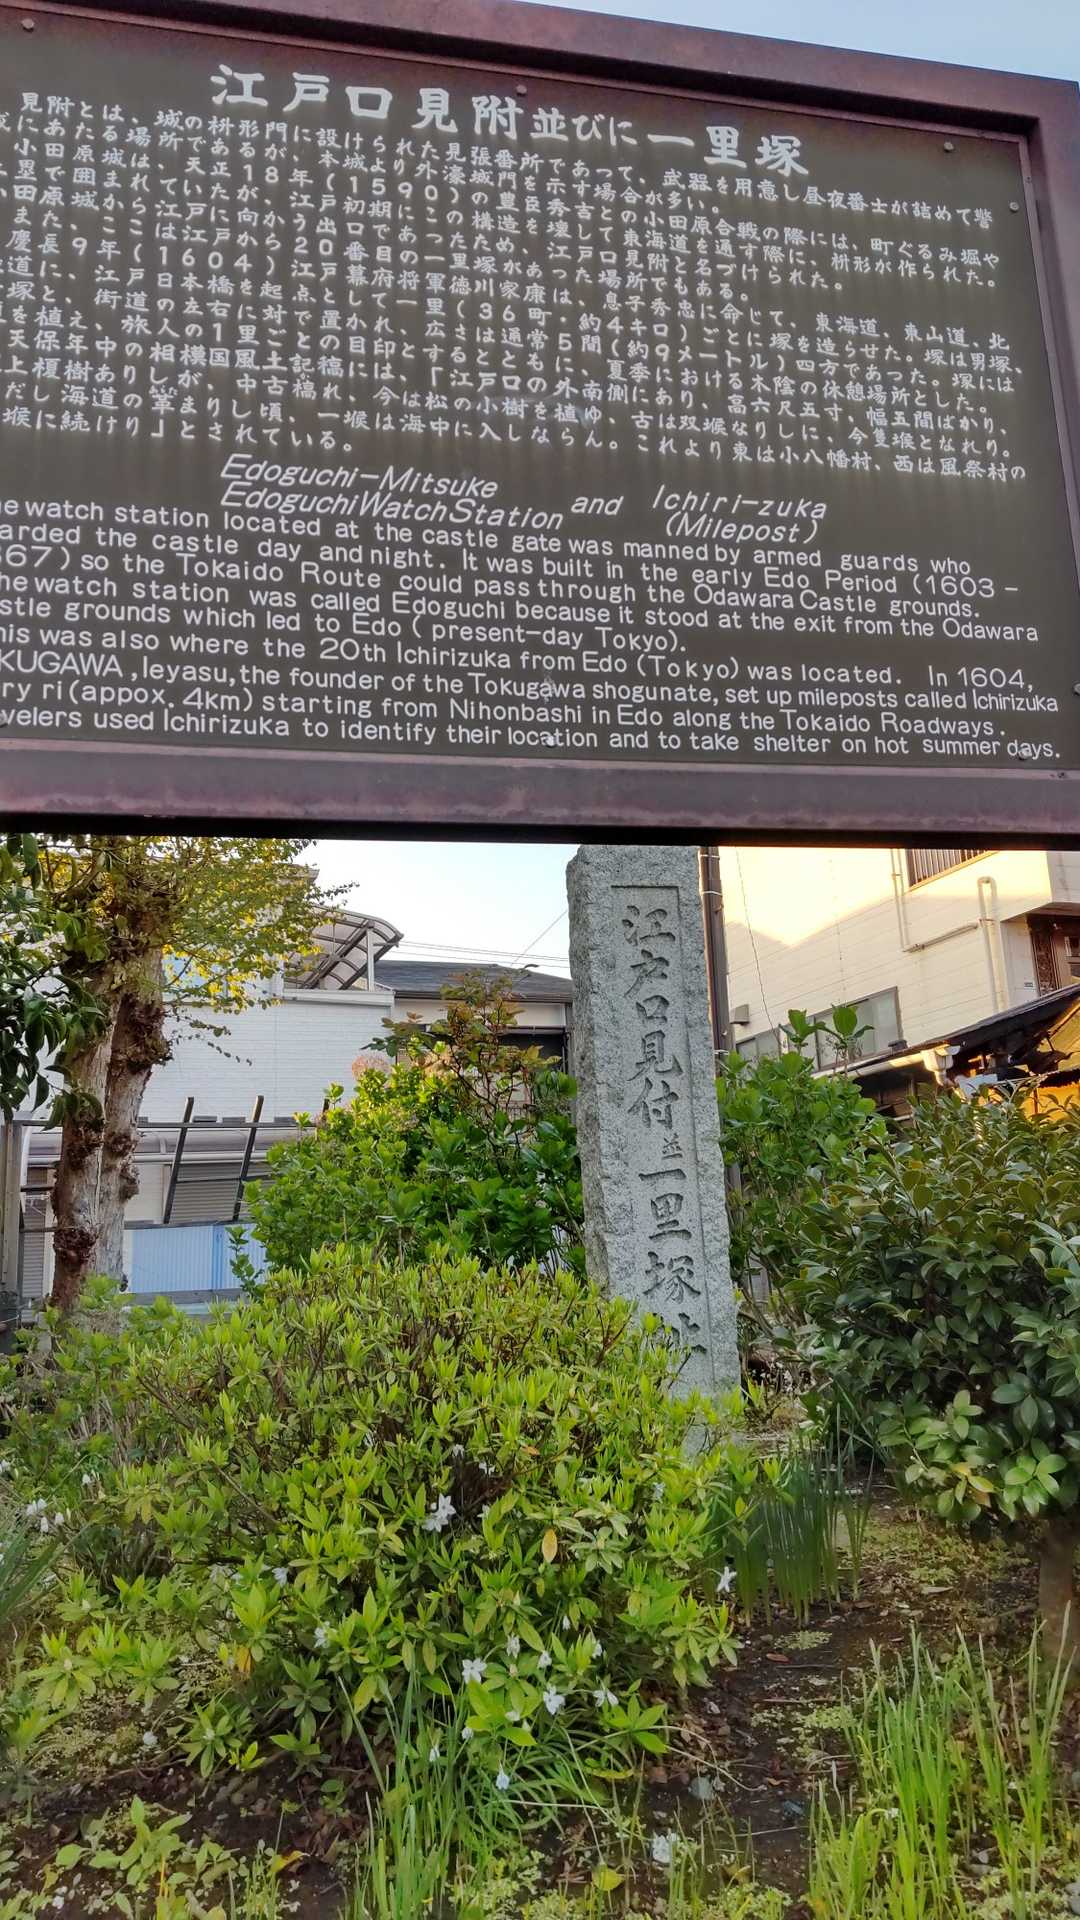 江戸口見附並びに一里塚
見附とは、城の枡形門に設けられた見張番所であって、武器を用意し昼夜番士が詰めて警
にあたる場所であるが、本城より外濠城門を示す場合が多い。
小田原城は、天正18年(1590)の豊臣秀吉との小田原合戦の際には、町ぐるみ堀や
塁で囲まれていたが、江戸初期にこの構造を壊して東海道を通す際に、枡形が作られた。
小田原城から江戸に向かう出口であったため、江戸口見附と名づけられた。
また、ここは江戸から20番目の一里塚があった場所でもある。
慶長9年(1604)江戸幕府将軍徳川家康は、息子秀忠に命じて、東海道、東山道、北
道に、江戸日本橋を起点として一里(36町・約4キロ)ごとに塚を造らせた。塚は男塚、
塚と、街道の左右に対で置かれ、広さは通常5間(約9メートル)四方であった。塚には
を植え、旅人の1里ごとの目印とするとともに、夏季における木陰の休憩場所とした。
天保年中の相模国風土記稿には、「江戸口の外南側にあり、高六尺五寸、幅五間ばかり、
上榎樹ありしが、中古槁れ、今は松の小樹を植ゆ、古は双堠なりしに、今隻堠となれり。
だし海道の革まりし頃、一堠は海中に入しならん。これより東は小八幡村、西は風祭村の
堠に続けり」とされている。
Edoguchi-Mitsuke and Ichiri-zuka
EdoguchiWatchStation (Milepost)
he watch station located at the castle gate was manned by armed guards who
arded the castle day and night. It was built in the early Edo Period (1603 -
867) so the Tokaido Route could pass through the Odawara Castle grounds.
he watch station was called Edoguchi because it stood at the exit from the Odawara
stle grounds which led to Edo ( present-day Tokyo).
his was also where the 20th Ichirizuka from Edo (Tokyo) was located. In 1604,
KUGAWA , Ieyasu, the founder of the Tokugawa shogunate, set up mileposts called Ichirizuka
ry ri (appox. 4km) starting from Nihonbashi in Edo along the Tokaido Roadways.
velers used Ichirizuka to identify their location and to take shelter on hot summer days.
江戸口見付並一里塚址